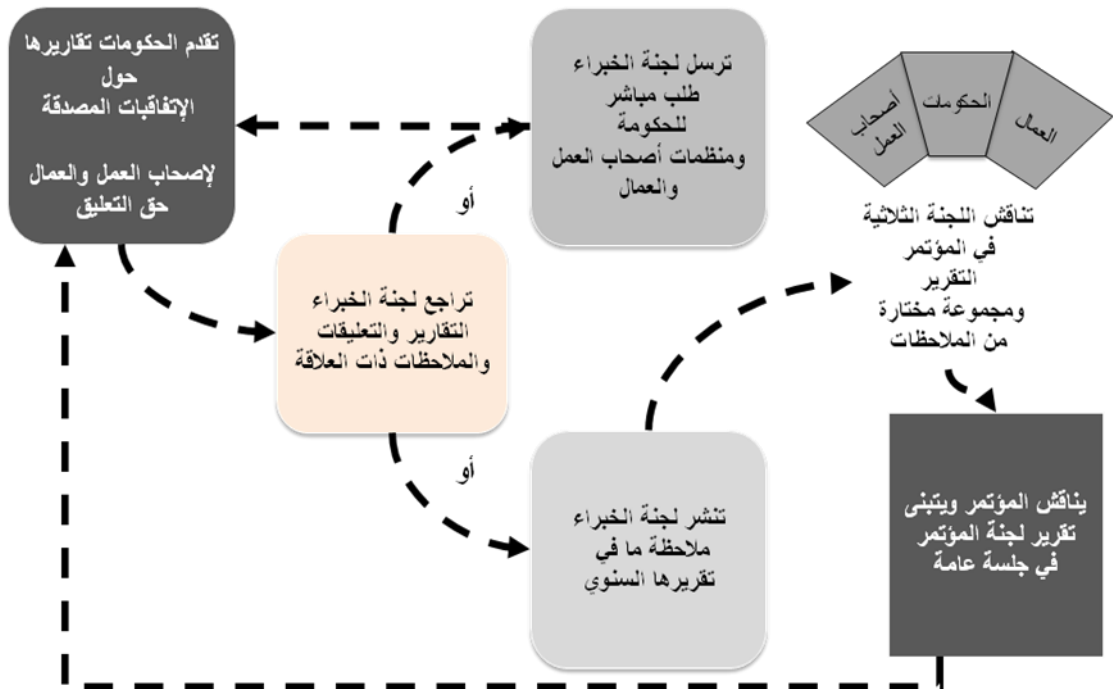 تقدم الحكومات تقاريرها
حول
الإتفاقيات المصدقة
لإصحاب العمل والعمال
حق التعليق
ترسل لجنة الخبراء
طلب مباشر
للحكومة
ومنظمات أصحاب العمل
والعمال
أو
تراجع لجنة الخبراء
التقارير والتعليقات
والملاحظات ذات العلاقة
أو
تنشر لجنة الخبراء
ملاحظة ما في
تقريرها السنوي
أصحاب
العمل
الحكومات
العمال
تناقش اللجنة الثلاثية
في المؤتمر
التقرير
ومجموعة مختارة
من الملاحظات
يناقش المؤتمر ويتبنى
تقرير لجنة المؤتمر
في جلسة عامة